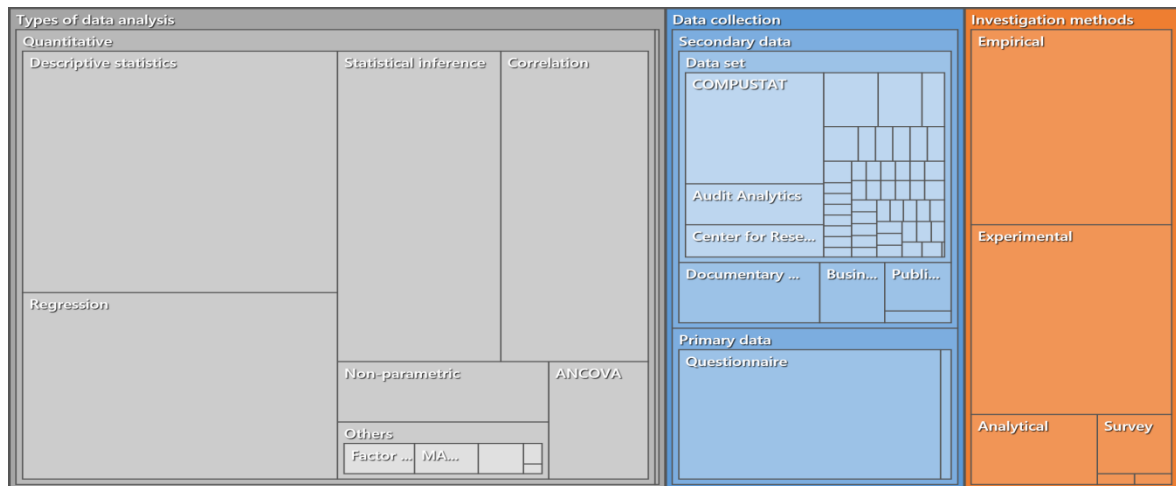 Types of data analysis
Quantitative
Descriptive statistics
Regression
Statistical inference
Correlation
Non-parametric
ANCOVA
Others
Factor ...
MA...
Data collection
Secondary data
Data set
COMPUSTAT
Audit Analytics
Center for Rese...
Documentary ...
Busin...
Publi...
Primary data
Questionnaire
Investigation methods
Empirical
Experimental
Analytical
Survey